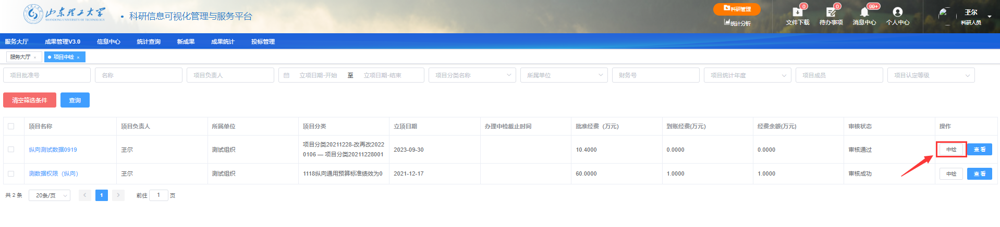 山东理工大学
SHANDONG UNIVERSITY OF TECHNOLOGY
科研信息可视化管理与服务平台
科研管理
统计分析
0
文件下载
0
待办事项
99+
消息中心
个人中心
王尔
科研人员
服务大厅 成果管理V3.0 信息中心 统计查询 新成果 成果统计 投标管理
服务大厅 × 项目中检 ×
项目批准号 名称 项目负责人 立项日期-开始 至 立项日期-结束 项目分类名称 所属单位 财务号 项目统计年度 项目成员 项目认定等级
清空筛选条件 查询
项目名称 项目负责人 所属单位 项目分类 立项日期 办理中检截止时间 批准经费（万元） 到账经费(万元) 经费余额(万元) 审核状态 操作
纵向测试数据0919 王尔 测试组织 项目分类20211228-改再改2022
0106 — 项目分类20211228001 2023-09-30 10.4000 0.0000 0.0000 审核通过 中检 查看
测数据权限（纵向） 王尔 测试组织 1118纵向通用预算标准绩效为0 2021-12-17 60.0000 1.0000 1.0000 审核成功 中检 查看
共 2 条 20条/页 1 前往 1 页